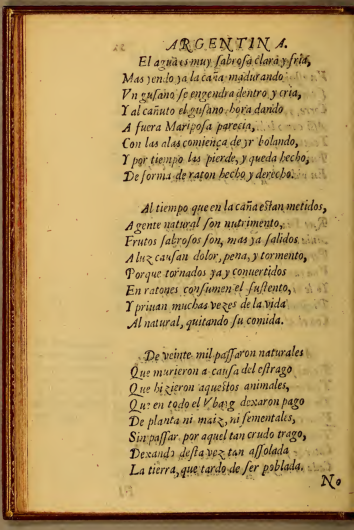 ARGENTINA.
El agua es muy sabrosa clara y fria,
Mas yendo ya la caña madurando
Vn gusano se engendra dentro y cria,
Y al cañuto el gusano horadando
A fuera Mariposa parecia,
Con las alas comiença de yr bolando,
Y por tiempo las pierde, y queda hecho,
De forma de raton hecho y derecho.
Al tiempo que en la caña estan metidos,
A gente natural son nutrimento,
Frutos sabrosos son, mas ya salidos
A luz causan dolor, pena, y tormento,
Porque tornados ya y conuertidos
En ratones consumen el sustento,
Y priuan muchas vezes de la vida
Al natural, quitando su comida.
De veinte mil passaron naturales
Que murieron a causa del estrago
Que hizieron aquestos animales,
Que en todo el Vbaig dexaron pago
De planta ni maiz, ni sementales,
Sin passar por aquel tan crudo trago,
Dexando desta vez tan assolada
La tierra, que tardo de ser poblada.
No